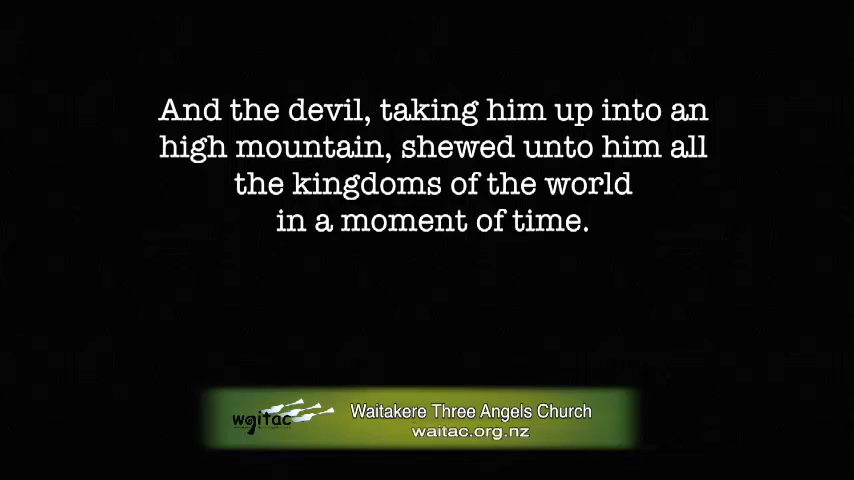 And the devil, taking him up into an
high mountain, shewed unto him all
the kingdoms of the world
in a moment of time.
waitac
Waitakere Three Angels Church
waitac.org.nz